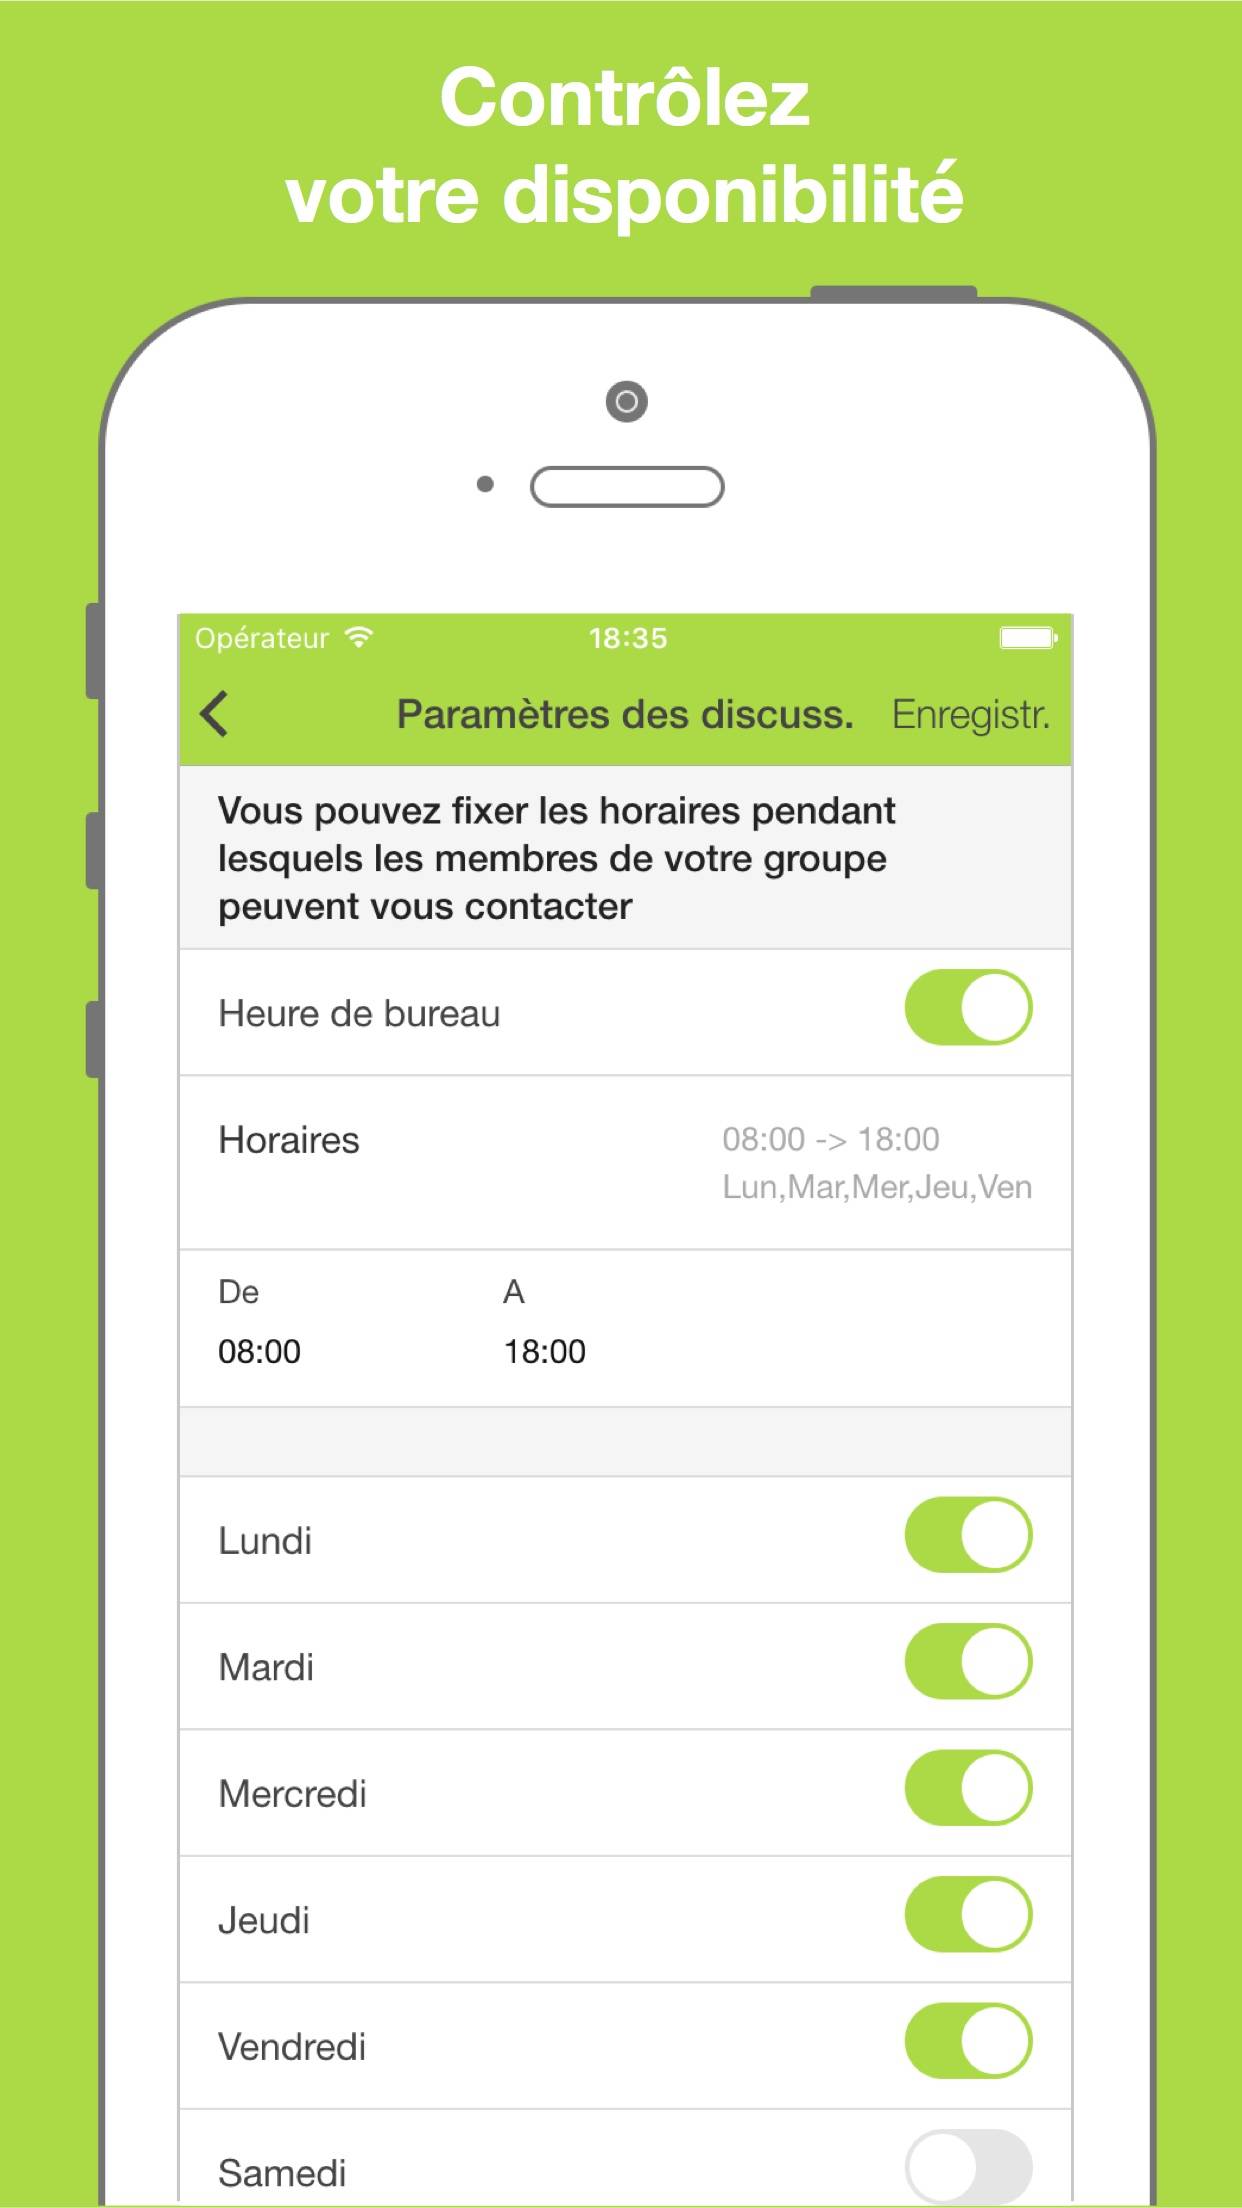 Contrôlez
votre disponibilité
Opérateur 18:35
Paramètres des discuss. Enregistr.
Vous pouvez fixer les horaires pendant
lesquels les membres de votre groupe
peuvent vous contacter
Heure de bureau
Horaires 08:00 -> 18:00
Lun,Mar,Mer,Jeu,Ven
De A
08:00 18:00
Lundi
Mardi
Mercredi
Jeudi
Vendredi
Samedi